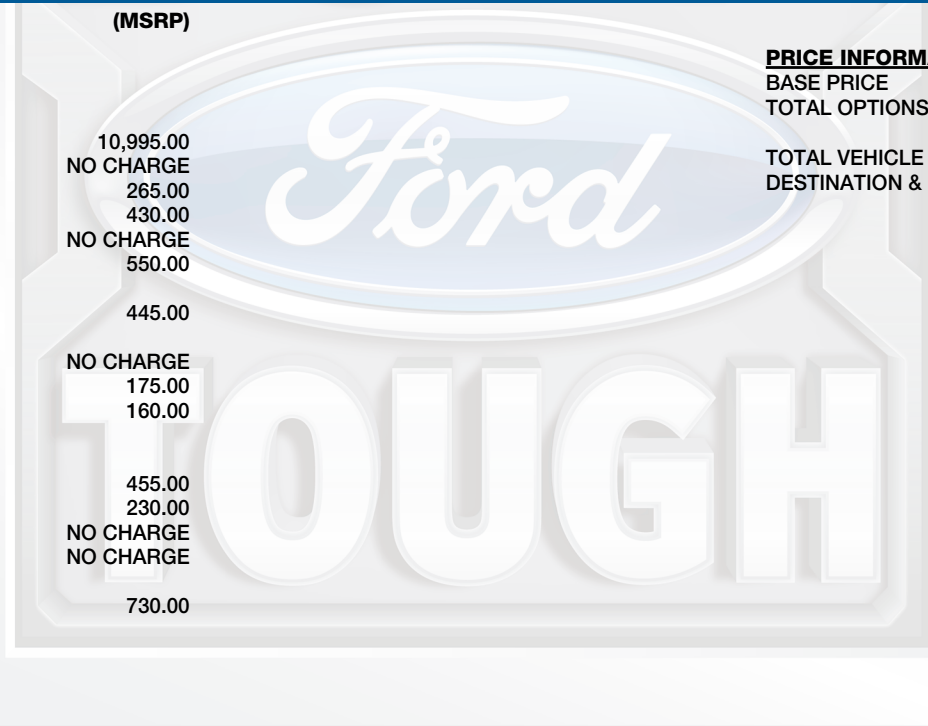 (MSRP)
10,995.00
NO CHARGE
265.00
430.00
NO CHARGE
550.00
445.00
NO CHARGE
175.00
160.00
455.00
230.00
NO CHARGE
NO CHARGE
730.00
PRICE INFORM
BASE PRICE
TOTAL OPTIONS
TOTAL VEHICLE
DESTINATION &
Ford
TOUGH